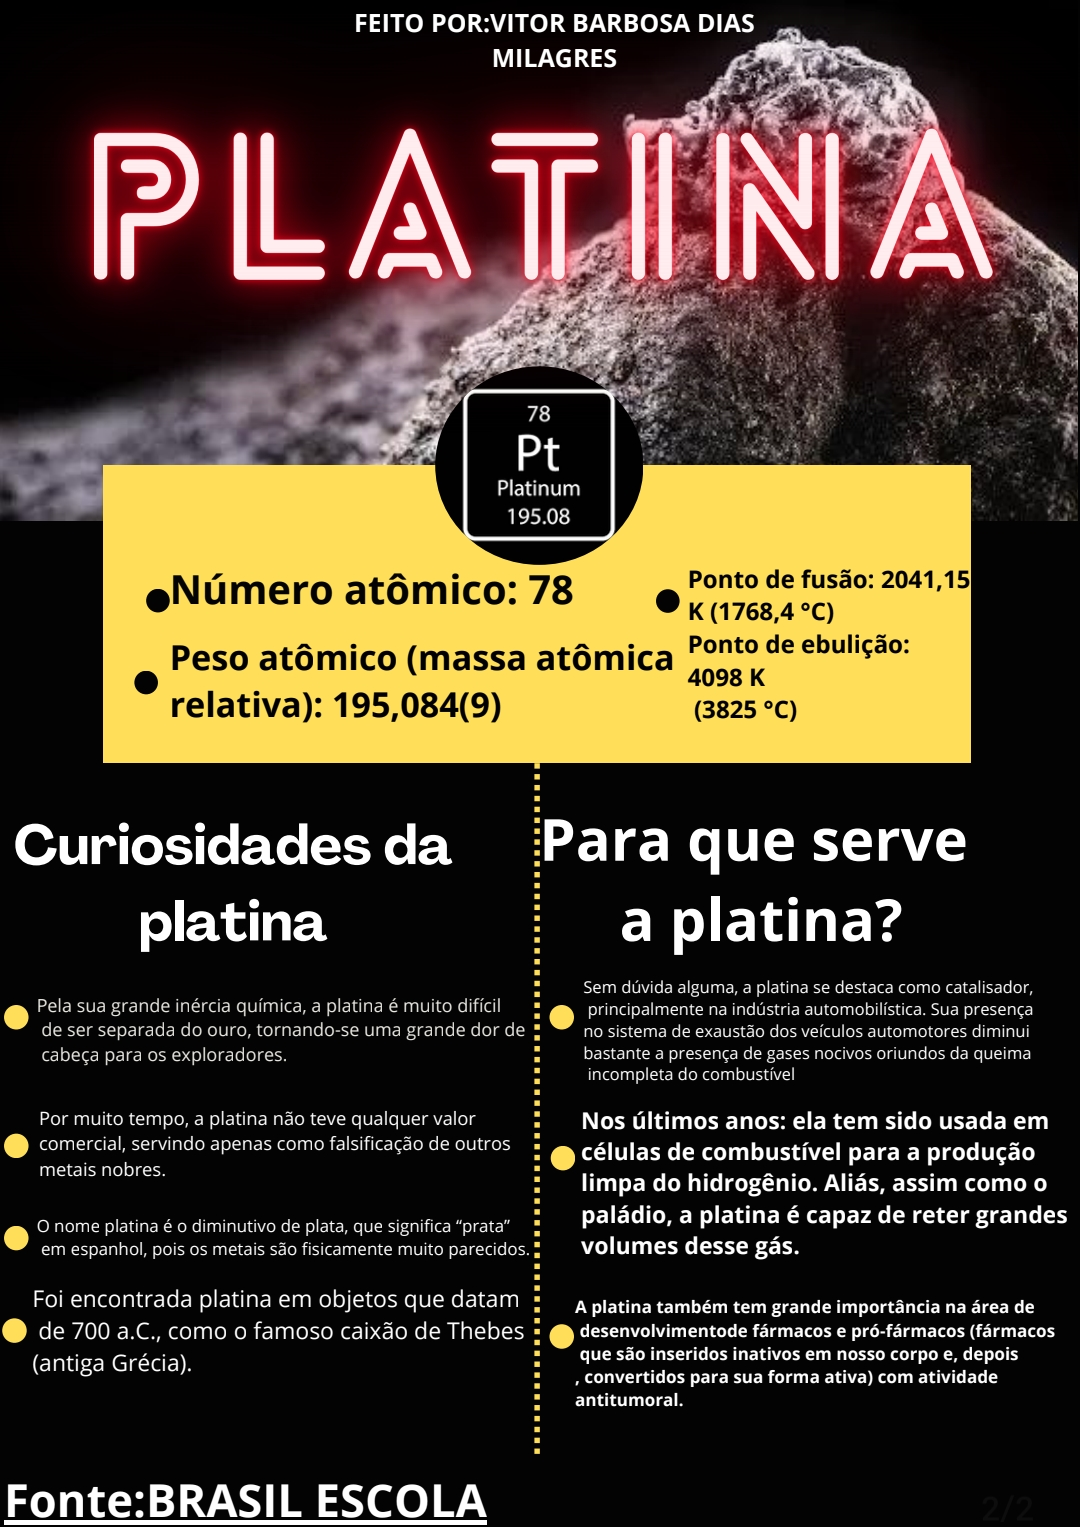 FEITO POR:VITOR BARBOSA DIAS
MILAGRES
PLATINA
78
Pt
Platinum
195.08
Número atômico: 78
Peso atômico (massa atômica
relativa): 195,084(9)
Ponto de fusão: 2041,15
K (1768,4 °C)
Ponto de ebulição:
4098 K
(3825 °C)
Curiosidades da
platina
Pela sua grande inércia química, a platina é muito difícil
de ser separada do ouro, tornando-se uma grande dor de
cabeça para os exploradores.
Por muito tempo, a platina não teve qualquer valor
comercial, servindo apenas como falsificação de outros
metais nobres.
O nome platina é o diminutivo de plata, que significa “prata”
em espanhol, pois os metais são fisicamente muito parecidos.
Foi encontrada platina em objetos que datam
de 700 a.C., como o famoso caixão de Thebes
(antiga Grécia).
Para que serve
a platina?
Sem dúvida alguma, a platina se destaca como catalisador,
principalmente na indústria automobilística. Sua presença
no sistema de exaustão dos veículos automotores diminui
bastante a presença de gases nocivos oriundos da queima
incompleta do combustível
Nos últimos anos: ela tem sido usada em
células de combustível para a produção
limpa do hidrogênio. Aliás, assim como o
paládio, a platina é capaz de reter grandes
volumes desse gás.
A platina também tem grande importância na área de
desenvolvimentode fármacos e pró-fármacos (fármacos
que são inseridos inativos em nosso corpo e, depois
, convertidos para sua forma ativa) com atividade
antitumoral.
Fonte:BRASIL ESCOLA
2/2